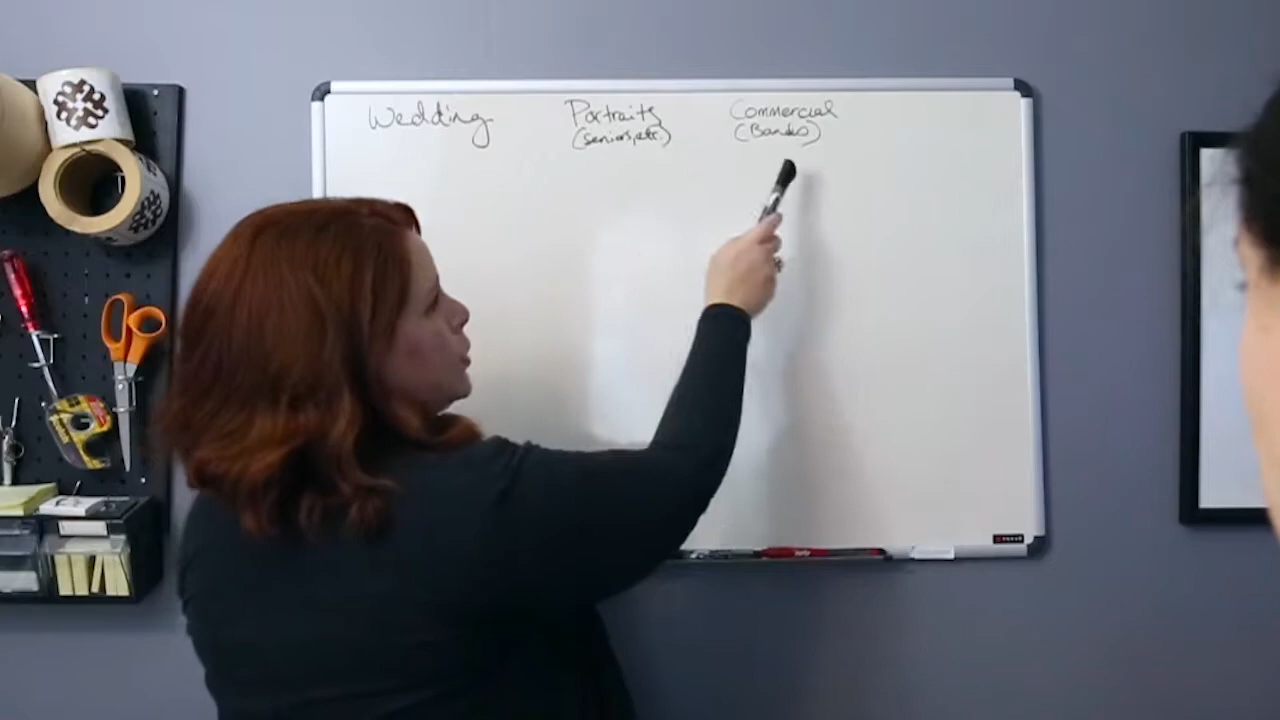 Wedding
Portraits
(seniors, etc.)
Commercial
(Bands)